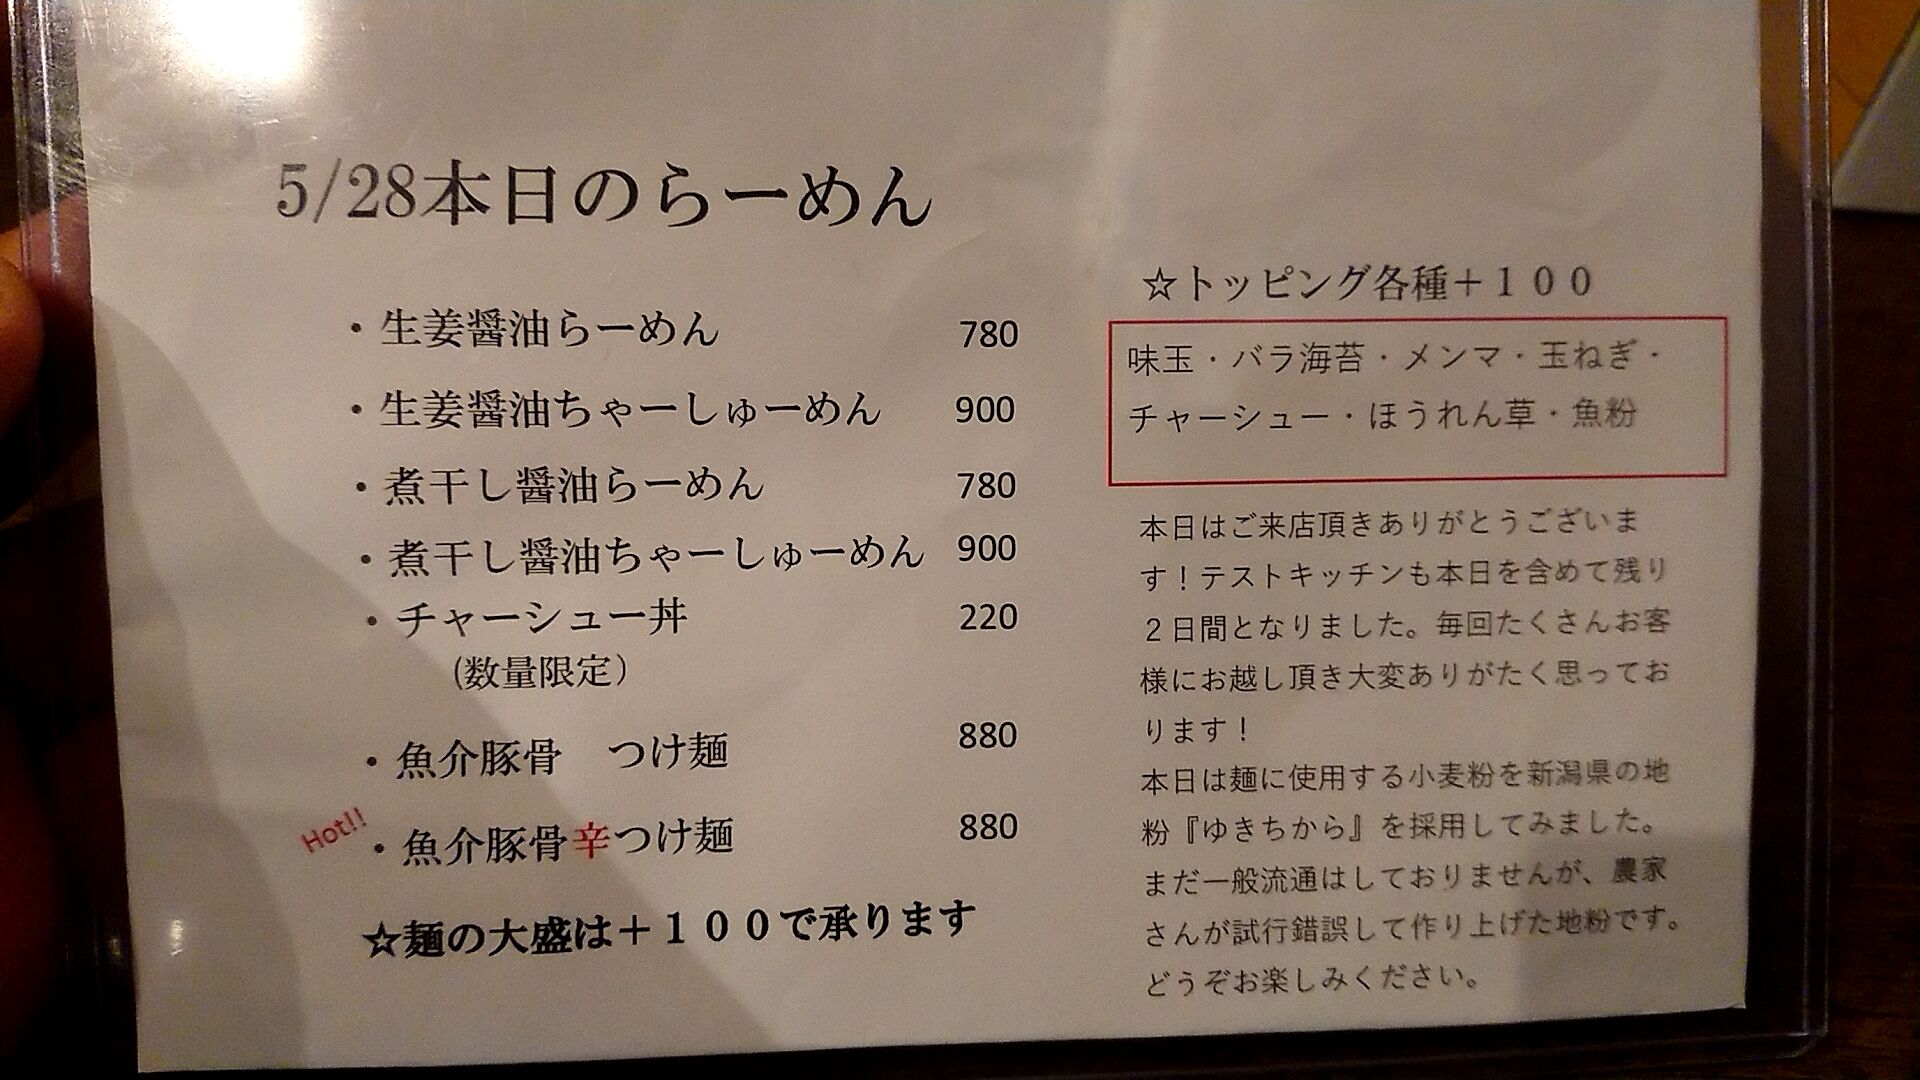 5/28本日のらーめん
・生姜醤油らーめん 780
・生姜醤油ちゃーしゅーめん 900
・煮干し醤油らーめん 780
・煮干し醤油ちゃーしゅーめん 900
・チャーシュー丼 220
(数量限定)
・魚介豚骨　つけ麺 880
Hot!!
・魚介豚骨辛つけ麺 880
☆麺の大盛は＋１００で承ります
☆トッピング各種＋１００
味玉・バラ海苔・メンマ・玉ねぎ・
チャーシュー・ほうれん草・魚粉
本日はご来店頂きありがとうございま
す！テストキッチンも本日を含めて残り
２日間となりました。毎回たくさんお客
様にお越し頂き大変ありがたく思ってお
ります！
本日は麺に使用する小麦粉を新潟県の地
粉『ゆきちから』を採用してみました。
まだ一般流通はしておりませんが、農家
さんが試行錯誤して作り上げた地粉です。
どうぞお楽しみください。